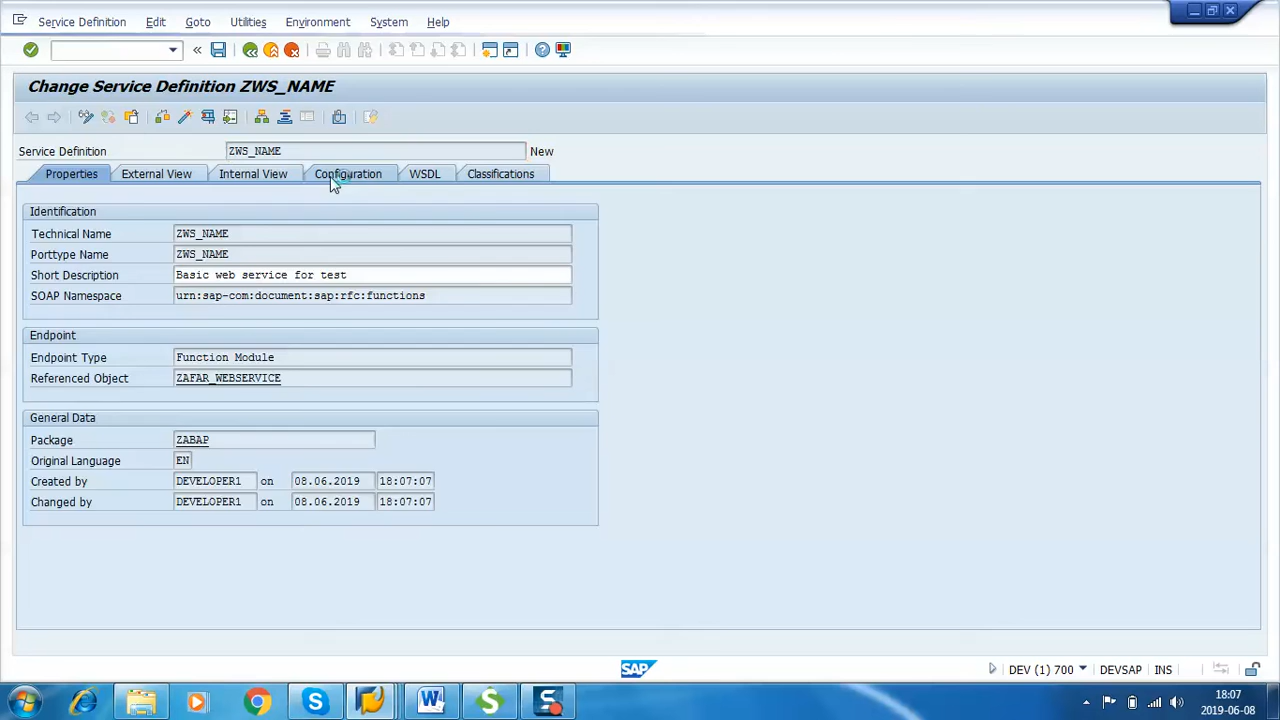 Service Definition Edit Goto Utilities Environment System Help
Change Service Definition ZWS_NAME
Service Definition ZWS_NAME New
Properties External View Internal View Configuration WSDL Classifications
Identification
Technical Name ZWS_NAME
Porttype Name ZWS_NAME
Short Description Basic web service for test
SOAP Namespace urn:sap-com:document:sap:rfc:functions
Endpoint
Endpoint Type Function Module
Referenced Object ZAFAR_WEBSERVICE
General Data
Package ZABAP
Original Language EN
Created by DEVELOPER1 on 08.06.2019 18:07:07
Changed by DEVELOPER1 on 08.06.2019 18:07:07
SAP DEV (1) 700 DEVSAP INS
18:07
2019-06-08